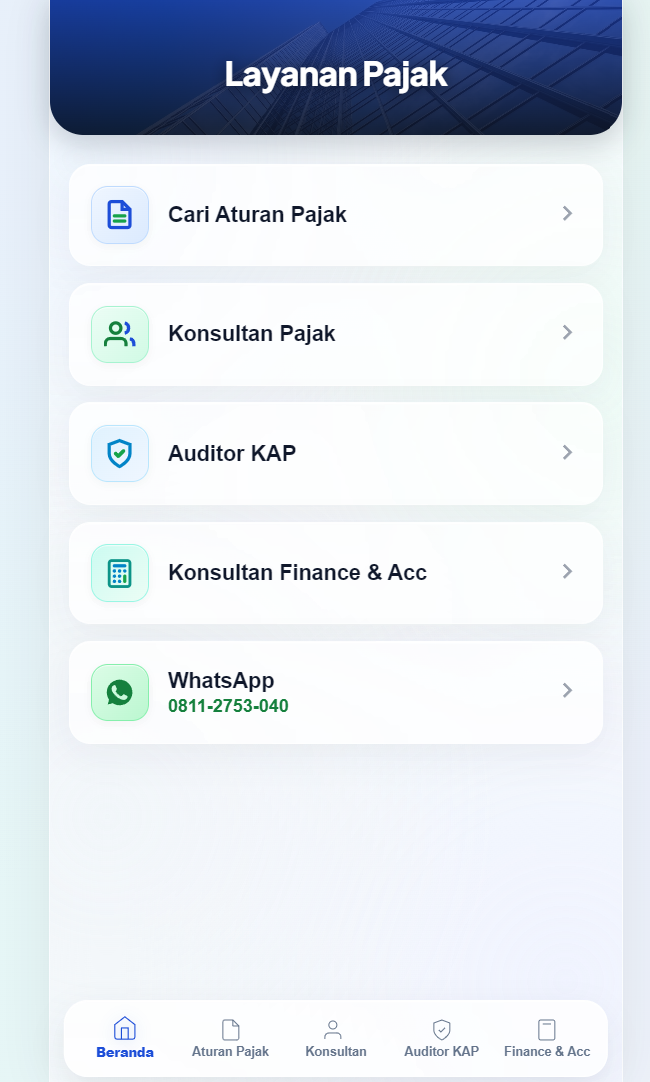 Layanan Pajak
Cari Aturan Pajak
Konsultan Pajak
Auditor KAP
Konsultan Finance & Acc
WhatsApp
0811-2753-040
Beranda
Aturan Pajak
Konsultan
Auditor KAP
Finance & Acc